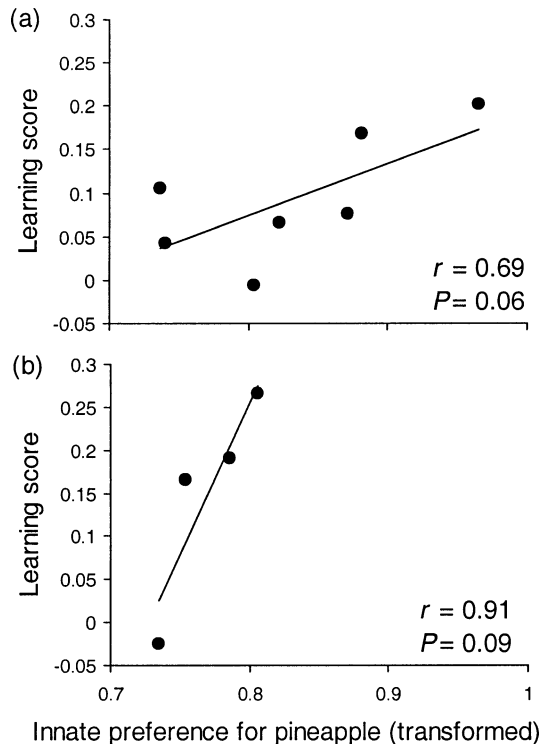 (a)
0.3
0.25
0.2
0.15
0.1
0.05
0
-0.05
Learning score
r = 0.69
P= 0.06
(b)
0.3
0.25
0.2
0.15
0.1
0.05
0
-0.05
Learning score
r = 0.91
P= 0.09
0.7 0.8 0.9 1
Innate preference for pineapple (transformed)